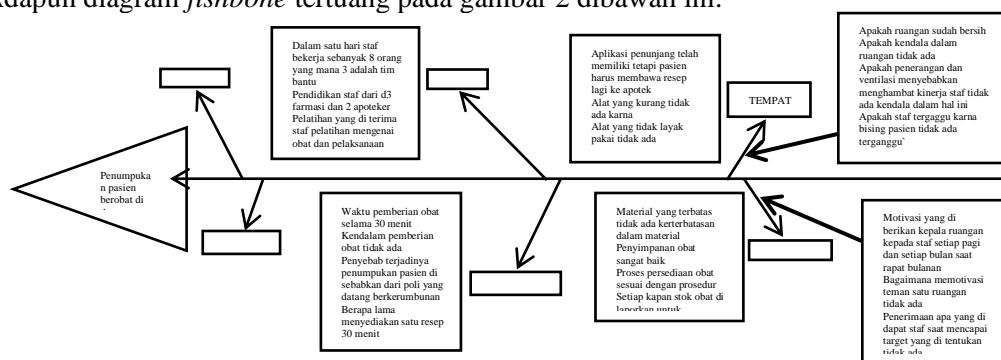 Adapun diagram fishbone tertuang pada gambar 2 dibawah ini:
Dalam satu hari staf
bekerja sebanyak 8 orang
yang mana 3 adalah tim
bantu
Pendidikan staf dari d3
farmasi dan 2 apoteker
Pelatihan yang di terima
staf pelatihan mengenai
obat dan pelaksanaan
Aplikasi penunjang telah
memiliki tetapi pasien
harus membawa resep
lagi ke apotek
Alat yang kurang tidak
ada karna
Alat yang tidak layak
pakai tidak ada
TEMPAT
Apakah ruangan sudah bersih
Apakah kendala dalam
ruangan tidak ada
Apakah penerangan dan
ventilasi menyebabkan
menghambat kinerja staf tidak
ada kendala dalam hal ini
Apakah staf tergaggu karna
bising pasien tidak ada
terganggu`
Penumpuka
n pasien
berobat di
Waktu pemberian obat
selama 30 menit
Kendalam pemberian
obat tidak ada
Penyebab terjadinya
penumpukan pasien di
sebabkan dari poli yang
datang berkerumbunan
Berapa lama
menyediakan satu resep
30 menit
Material yang terbatas
tidak ada kerterbatasan
dalam material
Penyimpanan obat
sangat baik
Proses persediaan obat
sesuai dengan prosedur
Setiap kapan stok obat di
laporkan untuk
Motivasi yang di
berikan kepala ruangan
kepada staf setiap pagi
dan setiap bulan saat
rapat bulanan
Bagaimana memotivasi
teman satu ruangan
tidak ada
Penerimaan apa yang di
dapat staf saat mencapai
target yang di tentukan
tidak ada